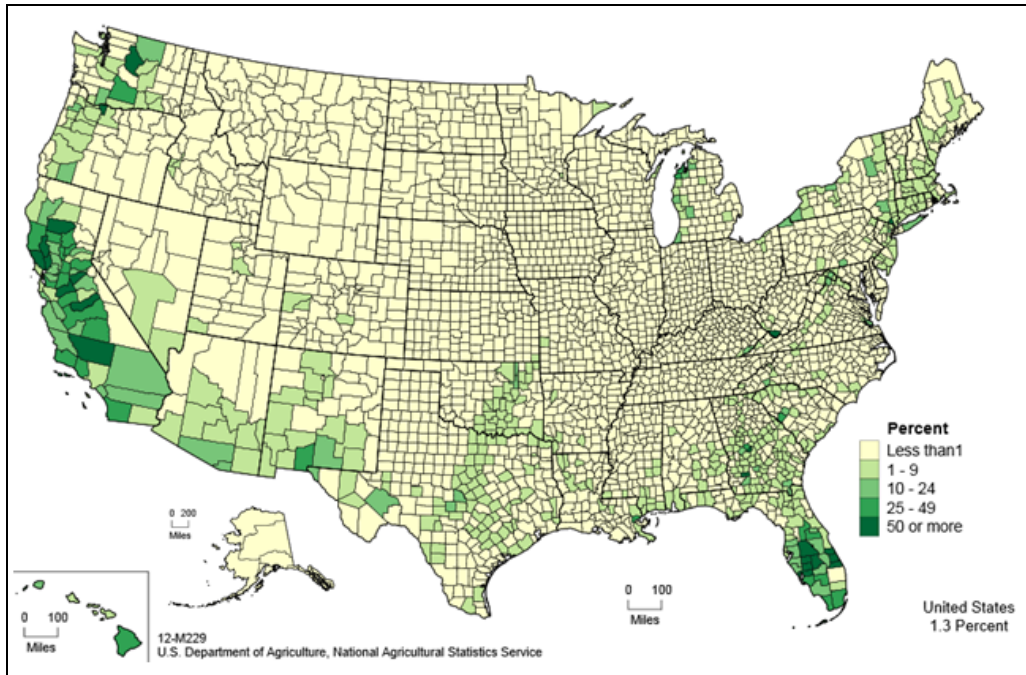 Percent
Less than1
1 - 9
10 - 24
25 - 49
50 or more
0 200
Miles
0 100
Miles
0 100
Miles
United States
1.3 Percent
12-M229
U.S. Department of Agriculture, National Agricultural Statistics Service